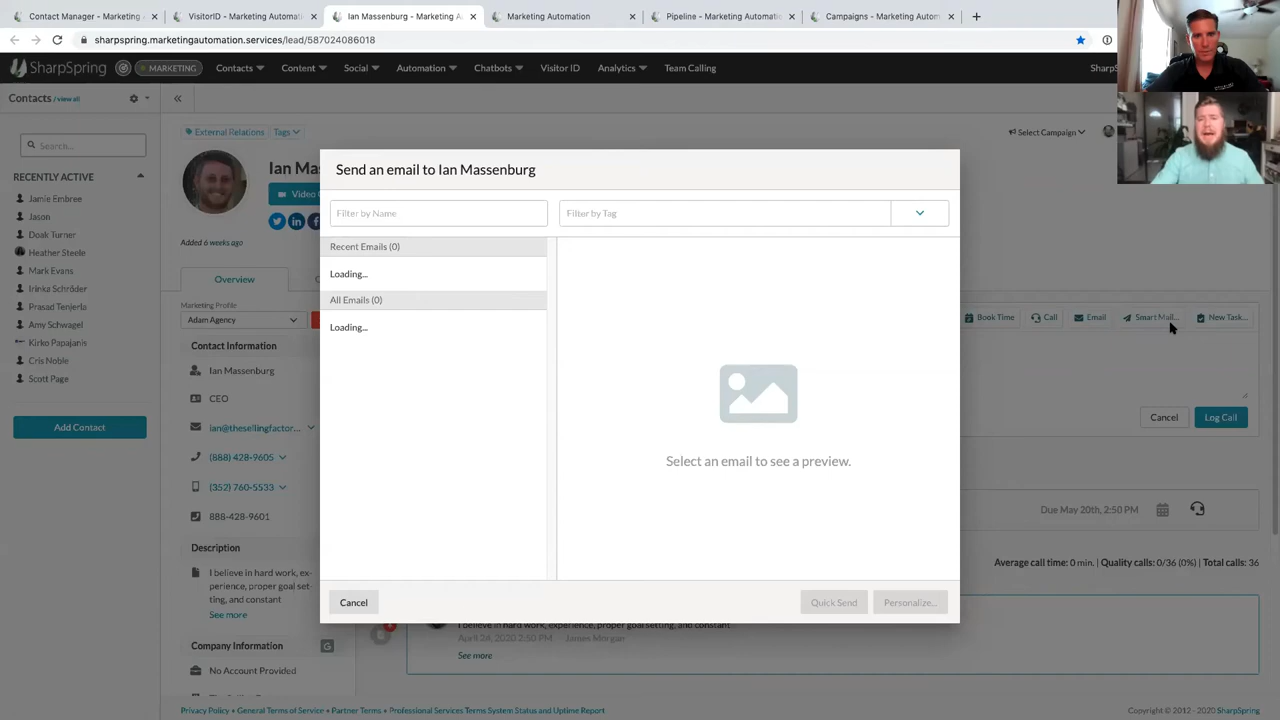 Contact Manager - Marketing A
VisitorID - Marketing Automati
Ian Massenburg - Marketing A
Marketing Automation
Pipeline - Marketing Automatio
Campaigns - Marketing Autom
sharpspring.marketingautomation.services/lead/587024086018
SharpSpring
MARKETING
Contacts
Content
Social
Automation
Chatbots
Visitor ID
Analytics
Team Calling
Contacts / view all
External Relations
Tags
Select Campaign
Search...
RECENTLY ACTIVE
Jamie Embree
Jason
Doak Turner
Heather Steele
Mark Evans
Irinka Schröder
Prasad Tenjerla
Amy Schwagel
Kirko Papajanis
Cris Noble
Scott Page
Add Contact
Ian Ma
Video
Added 6 weeks ago
Overview
Marketing Profile
Adam Agency
Contact Information
Ian Massenburg
CEO
ian@thesellingfactor...
(888) 428-9605
(352) 760-5533
888-428-9601
Description
I believe in hard work, ex-
perience, proper goal set-
ting, and constant
See more
Company Information
No Account Provided
Send an email to Ian Massenburg
Filter by Name
Filter by Tag
Recent Emails (0)
Loading...
All Emails (0)
Loading...
Select an email to see a preview.
Cancel
Quick Send
Personalize...
Book Time
Call
Email
Smart Mail...
New Task...
Cancel
Log Call
Due May 20th, 2:50 PM
Average call time: 0 min. | Quality calls: 0/36 (0%) | Total calls: 36
I believe in hard work, experience, proper goal setting, and constant
April 28, 2020 2:50 PM - James Morgan
See more
Privacy Policy • General Terms of Service • Partner Terms • Professional Services Terms System Status and Uptime Report
Copyright © 2012 - 2020 SharpSpring